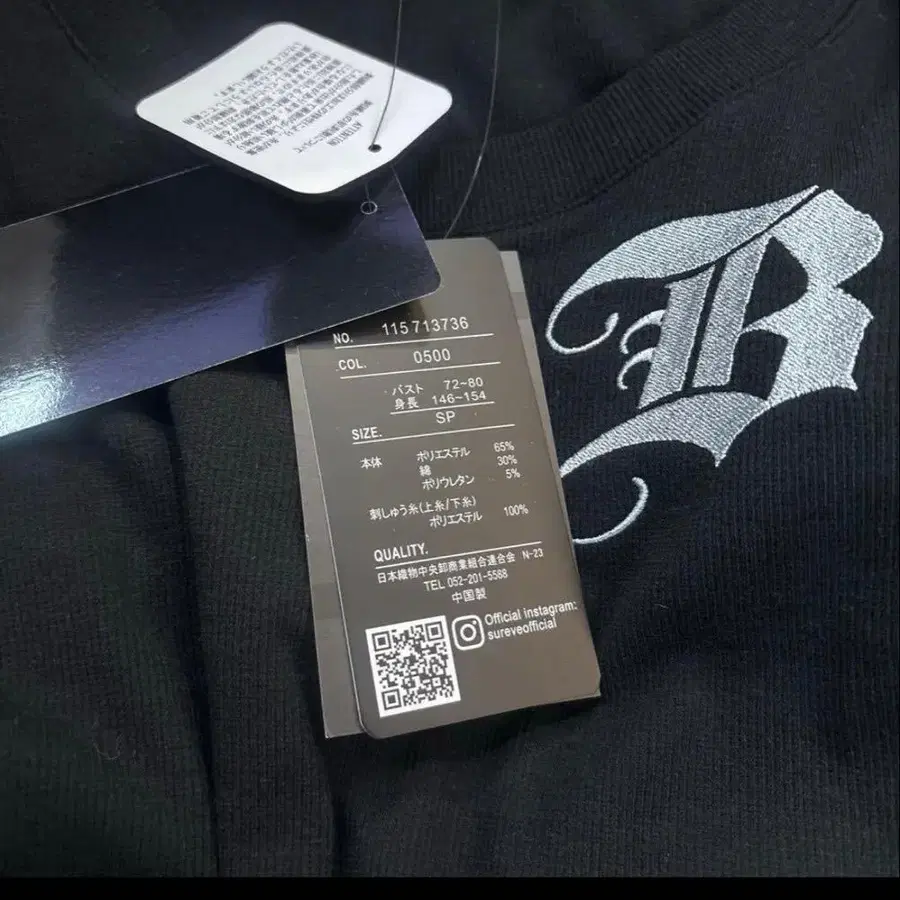 ATTENTION
NO. 115713736
COL. 0500
バスト 72~80
身長 146~154
SIZE. SP
本体 ポリエステル 65%
綿 30%
ポリウレタン 5%
刺しゅう糸(上糸/下糸)
ポリエステル 100%
QUALITY.
日本織物中央卸商業組合連合会 N-23
TEL 052-201-5588
中国製
Official instagram:
sureveofficial
B